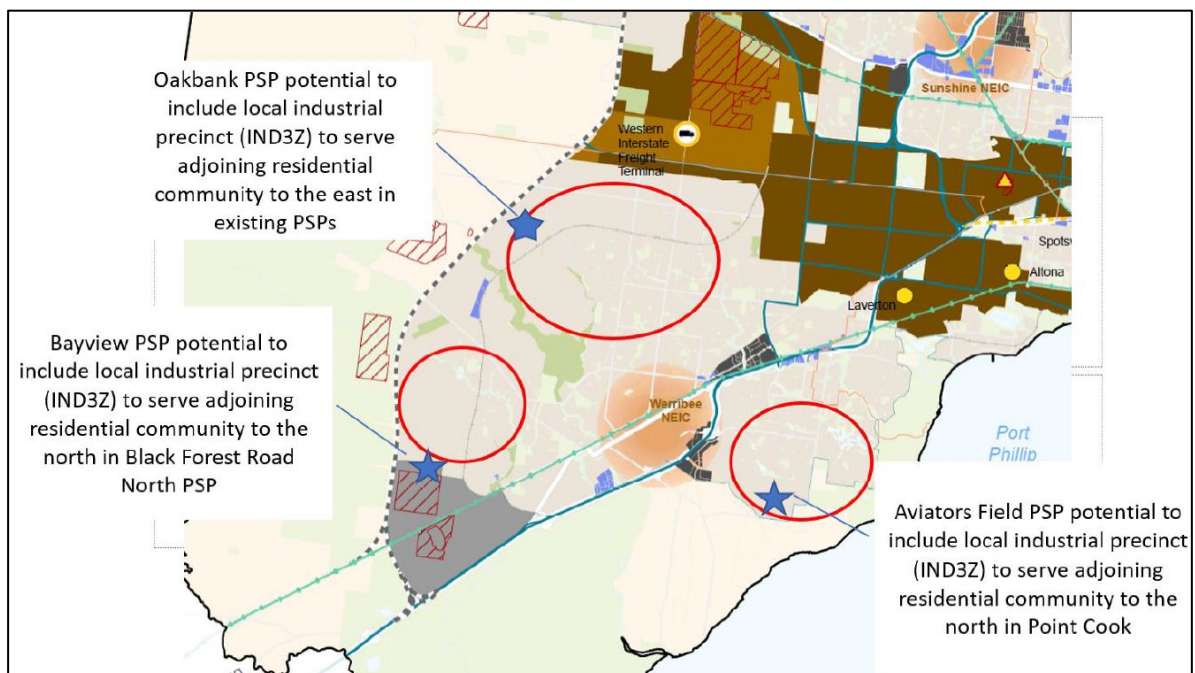 Oakbank PSP potential to
include local industrial
precinct (IND3Z) to serve
adjoining residential
community to the east in
existing PSPs
Bayview PSP potential to
include local industrial precinct
(IND3Z) to serve adjoining
residential community to the
north in Black Forest Road
North PSP
Aviators Field PSP potential to
include local industrial precinct
(IND3Z) to serve adjoining
residential community to the
north in Point Cook
Sunshine NEIC
Western
Interstate
Freight
Terminal
Spotsw
Altona
Laverton
Werribee
NEIC
Port
Phillip